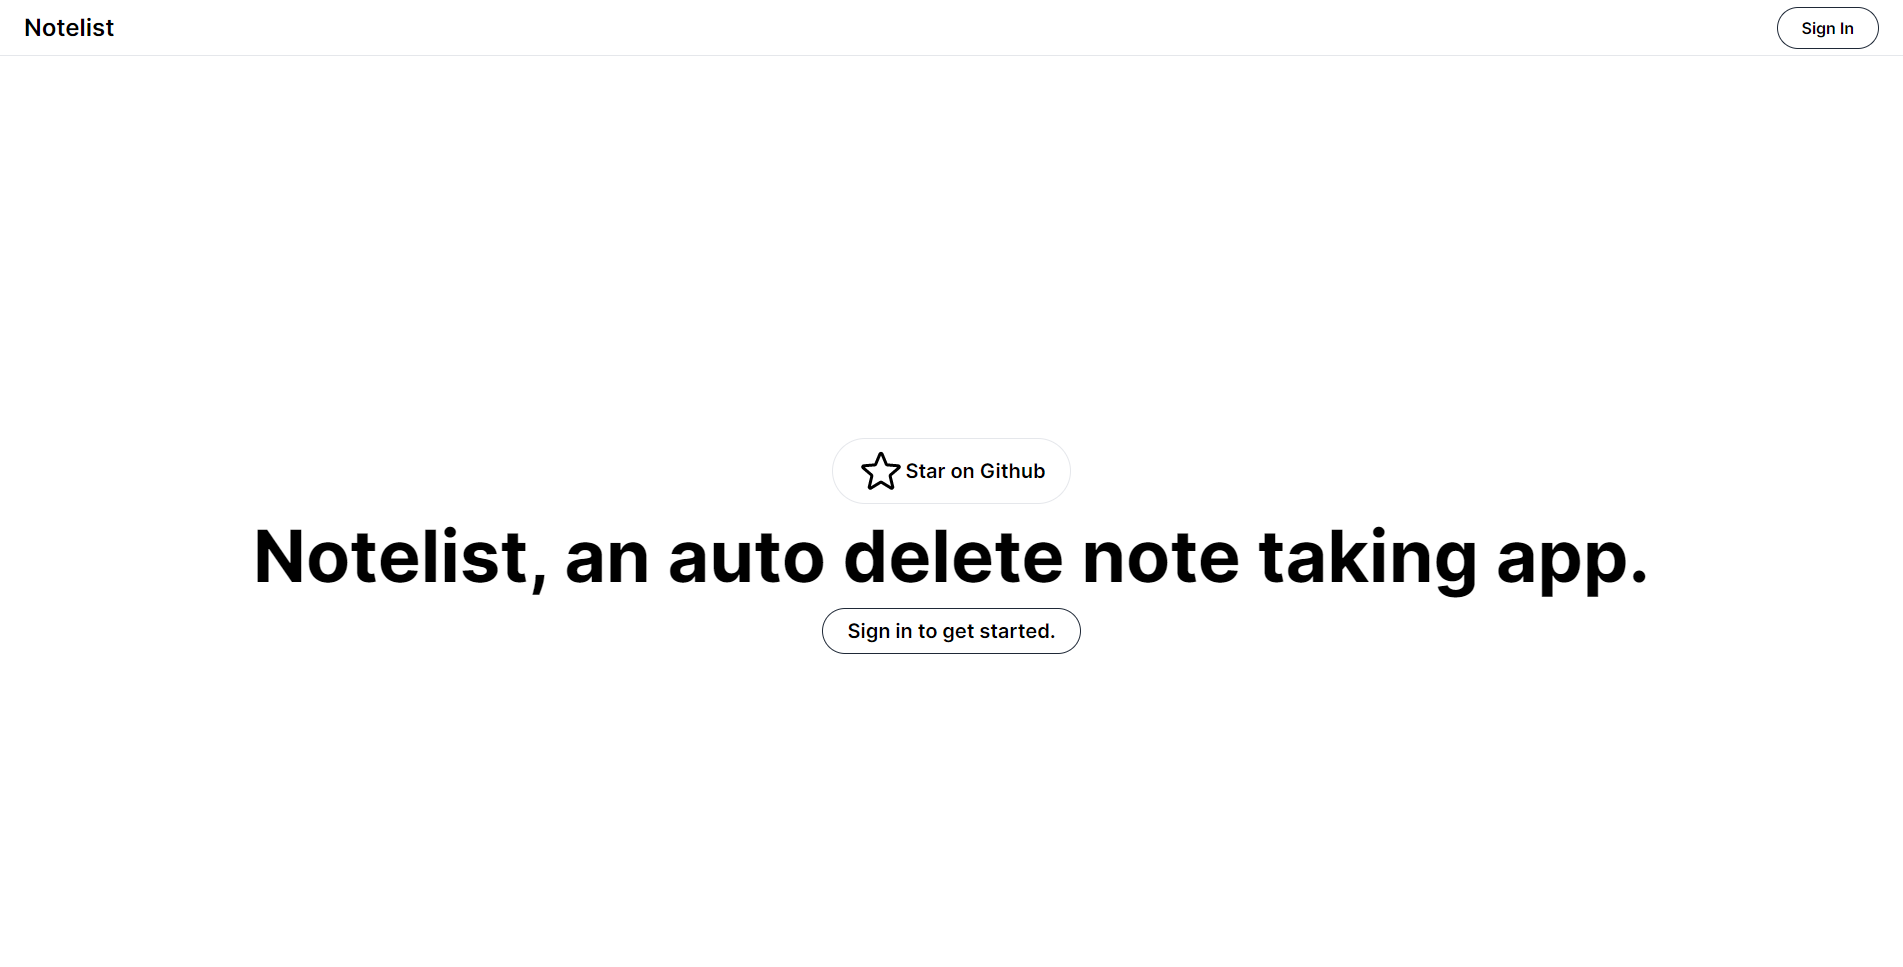 Notelist
Sign In
Star on Github
Notelist, an auto delete note taking app.
Sign in to get started.